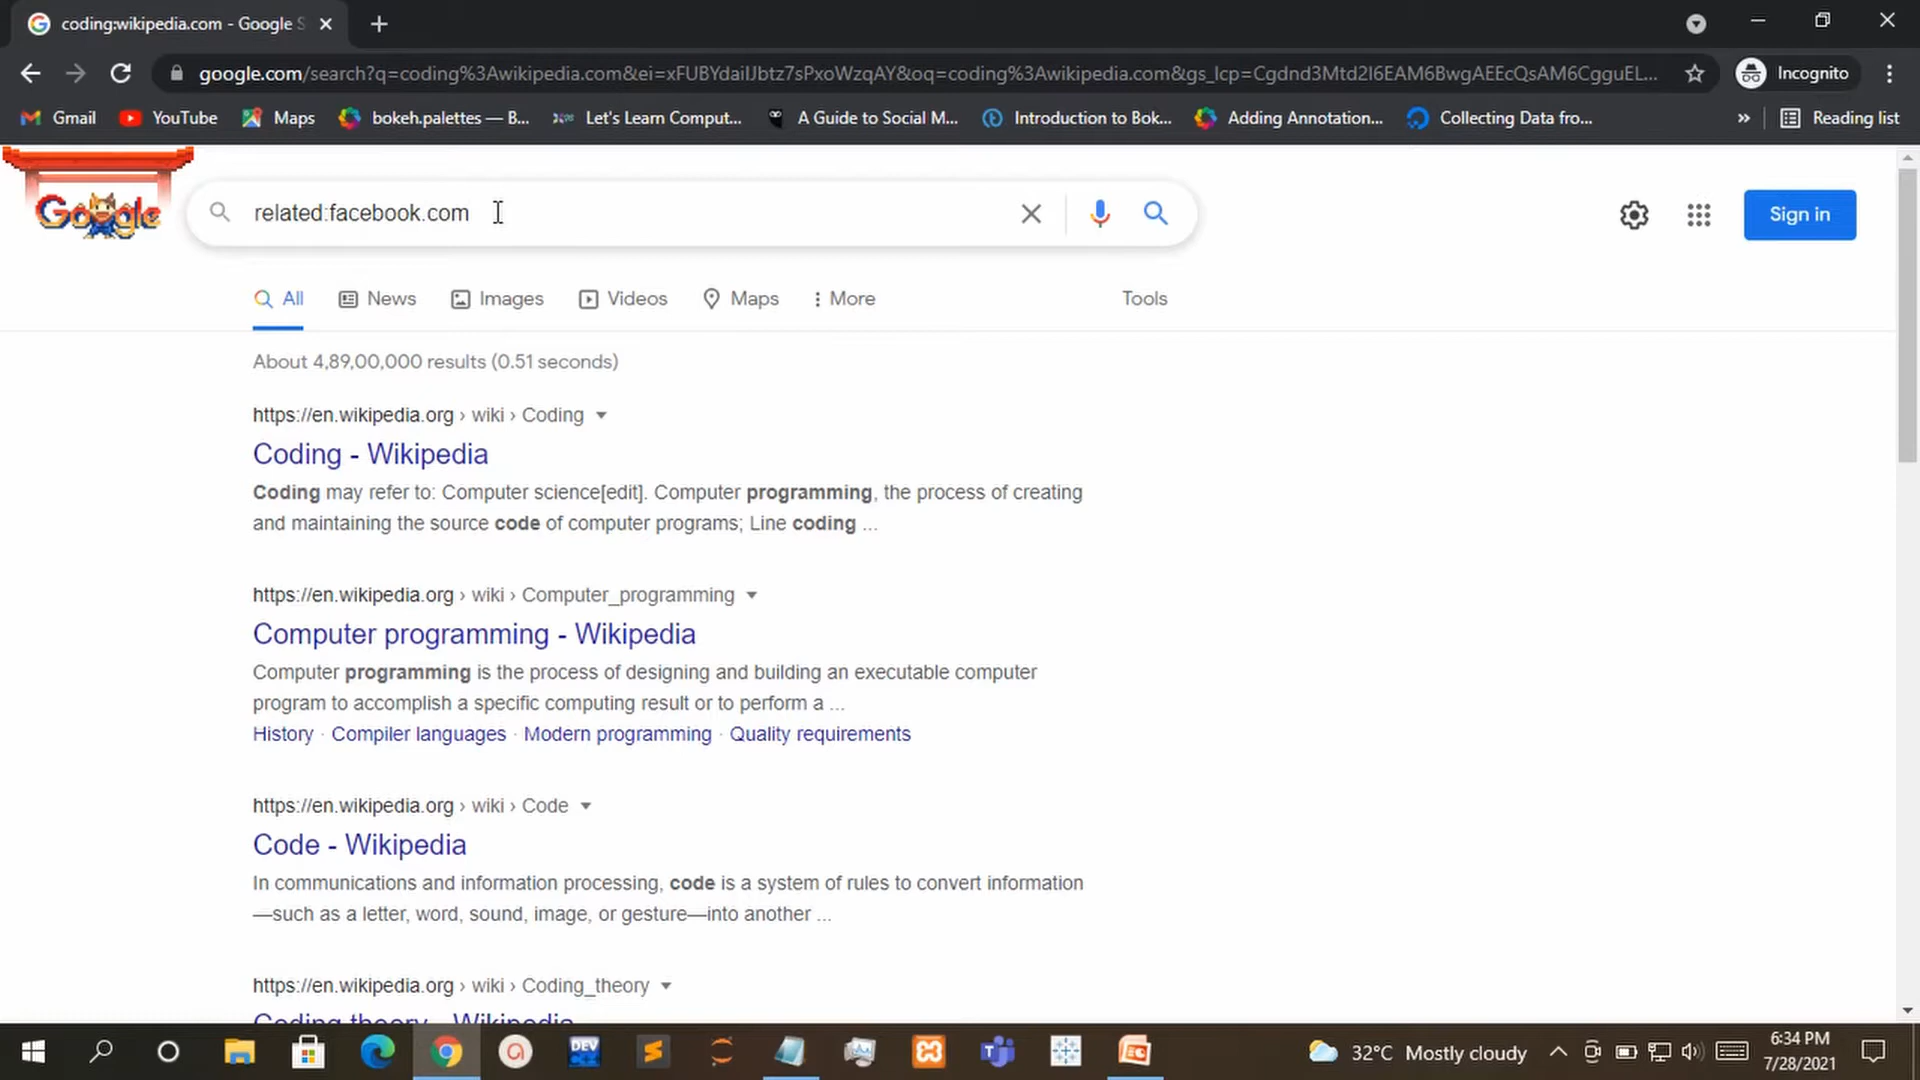 coding:wikipedia.com - Google S
google.com/search?q=coding%3Awikipedia.com&ei=xFUBYdaiIJbtz7sPxoWzqAY&oq=coding%3Awikipedia.com&gs_lcp=Cgdnd3Mtd2l6EAM6BwgAEEcQsAM6CgguEL...
Incognito
Gmail
YouTube
Maps
bokeh.palettes — B...
Let's Learn Comput...
A Guide to Social M...
Introduction to Bok...
Adding Annotation...
Collecting Data fro...
»
Reading list
Google
related:facebook.com
Sign in
All
News
Images
Videos
Maps
More
Tools
About 4,89,00,000 results (0.51 seconds)
https://en.wikipedia.org › wiki › Coding
Coding - Wikipedia
Coding may refer to: Computer science[edit]. Computer programming, the process of creating
and maintaining the source code of computer programs; Line coding ...
https://en.wikipedia.org › wiki › Computer_programming
Computer programming - Wikipedia
Computer programming is the process of designing and building an executable computer
program to accomplish a specific computing result or to perform a ...
History · Compiler languages · Modern programming · Quality requirements
https://en.wikipedia.org › wiki › Code
Code - Wikipedia
In communications and information processing, code is a system of rules to convert information
—such as a letter, word, sound, image, or gesture—into another ...
https://en.wikipedia.org › wiki › Coding_theory
Coding theory - Wikipedia
DEV
32°C Mostly cloudy
6:34 PM
7/28/2021